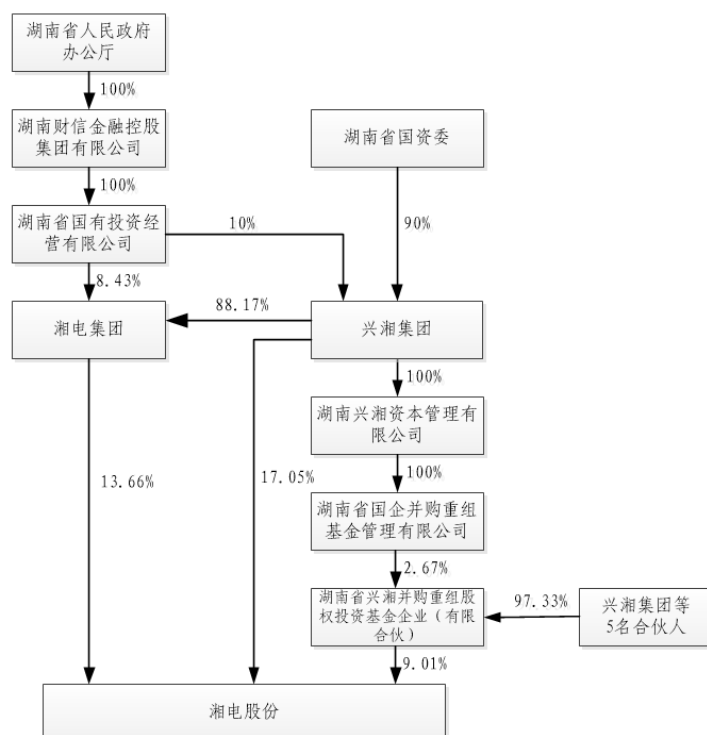 湖南省人民政府
办公厅
100%
湖南财信金融控股
集团有限公司
湖南省国资委
100%
湖南省国有投资经
营有限公司
10%
90%
8.43%
88.17%
湘电集团
兴湘集团
100%
湖南兴湘资本管理有
限公司
13.66%
17.05%
100%
湖南省国企并购重组
基金管理有限公司
2.67%
湖南省兴湘并购重组股
权投资基金企业（有限
合伙）
97.33%
兴湘集团等
5名合伙人
9.01%
湘电股份